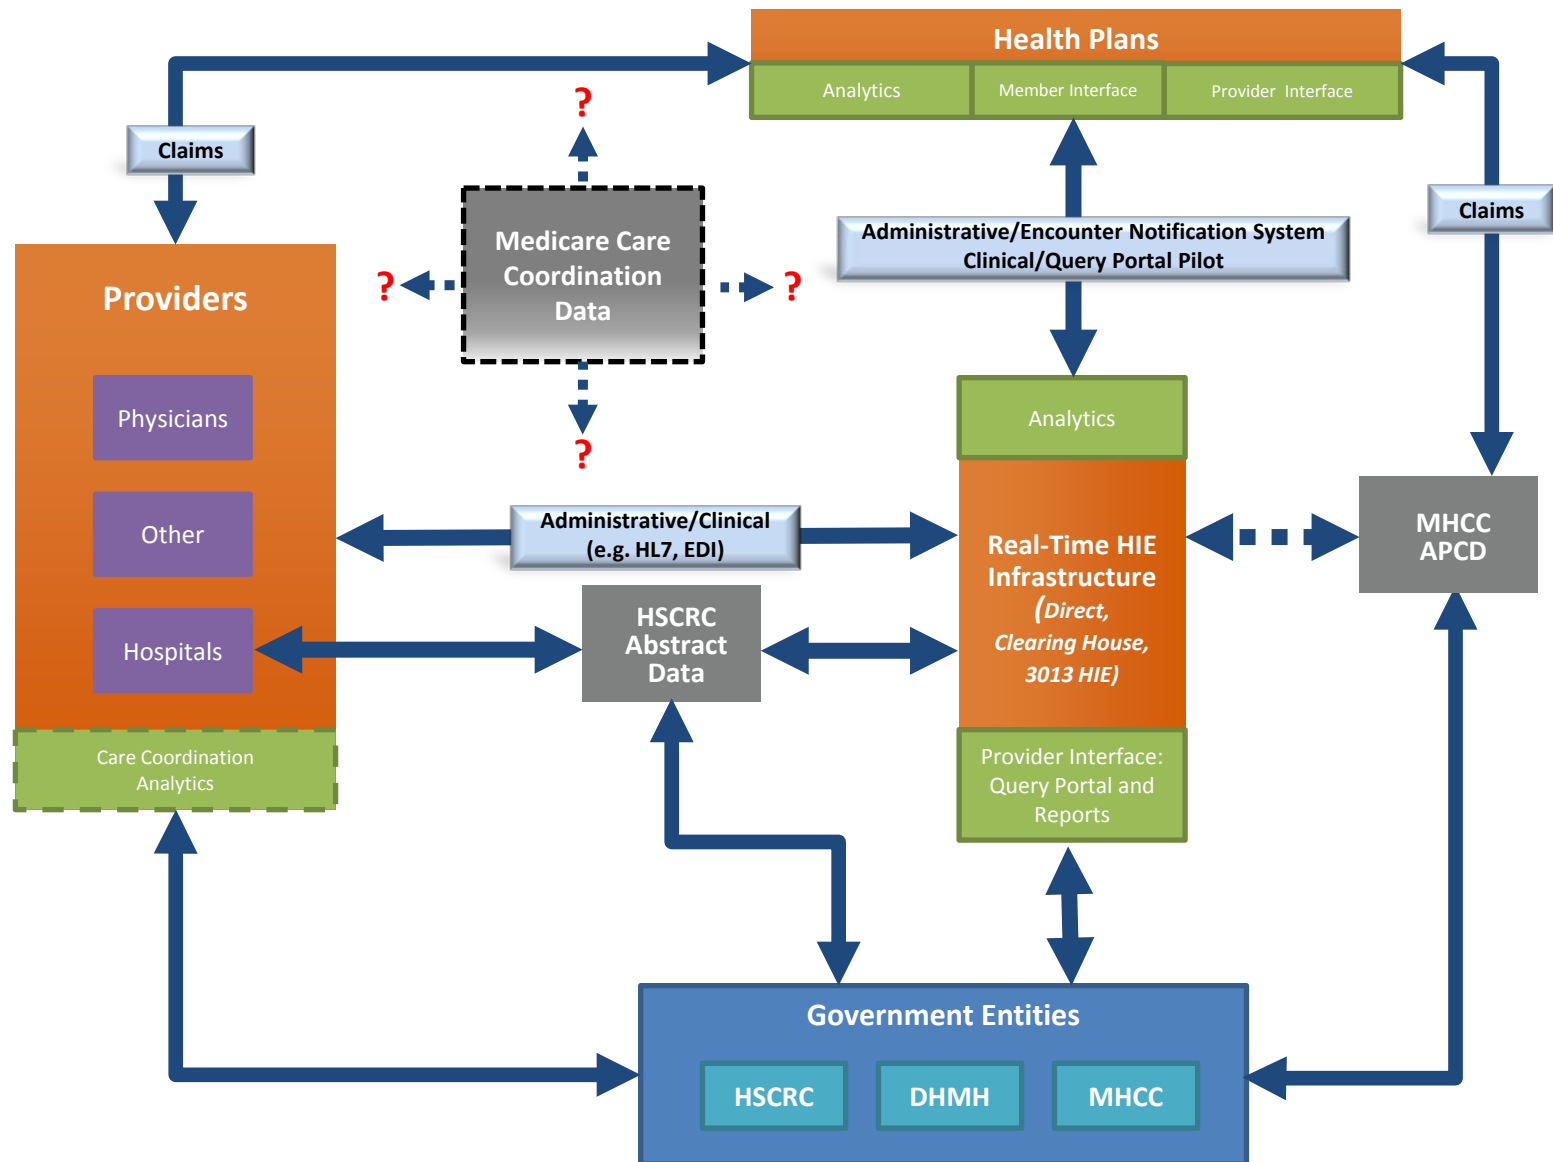 Health Plans
Analytics
Member Interface
Provider Interface
?
Claims
Claims
Medicare Care
Coordination
Data
?
?
?
Administrative/Encounter Notification System
Clinical/Query Portal Pilot
Providers
Physicians
Other
Hospitals
Care Coordination
Analytics
Administrative/Clinical
(e.g. HL7, EDI)
HSCRC
Abstract
Data
Analytics
Real-Time HIE
Infrastructure
(Direct,
Clearing House,
3013 HIE)
Provider Interface:
Query Portal and
Reports
MHCC
APCD
Government Entities
HSCRC
DHMH
MHCC